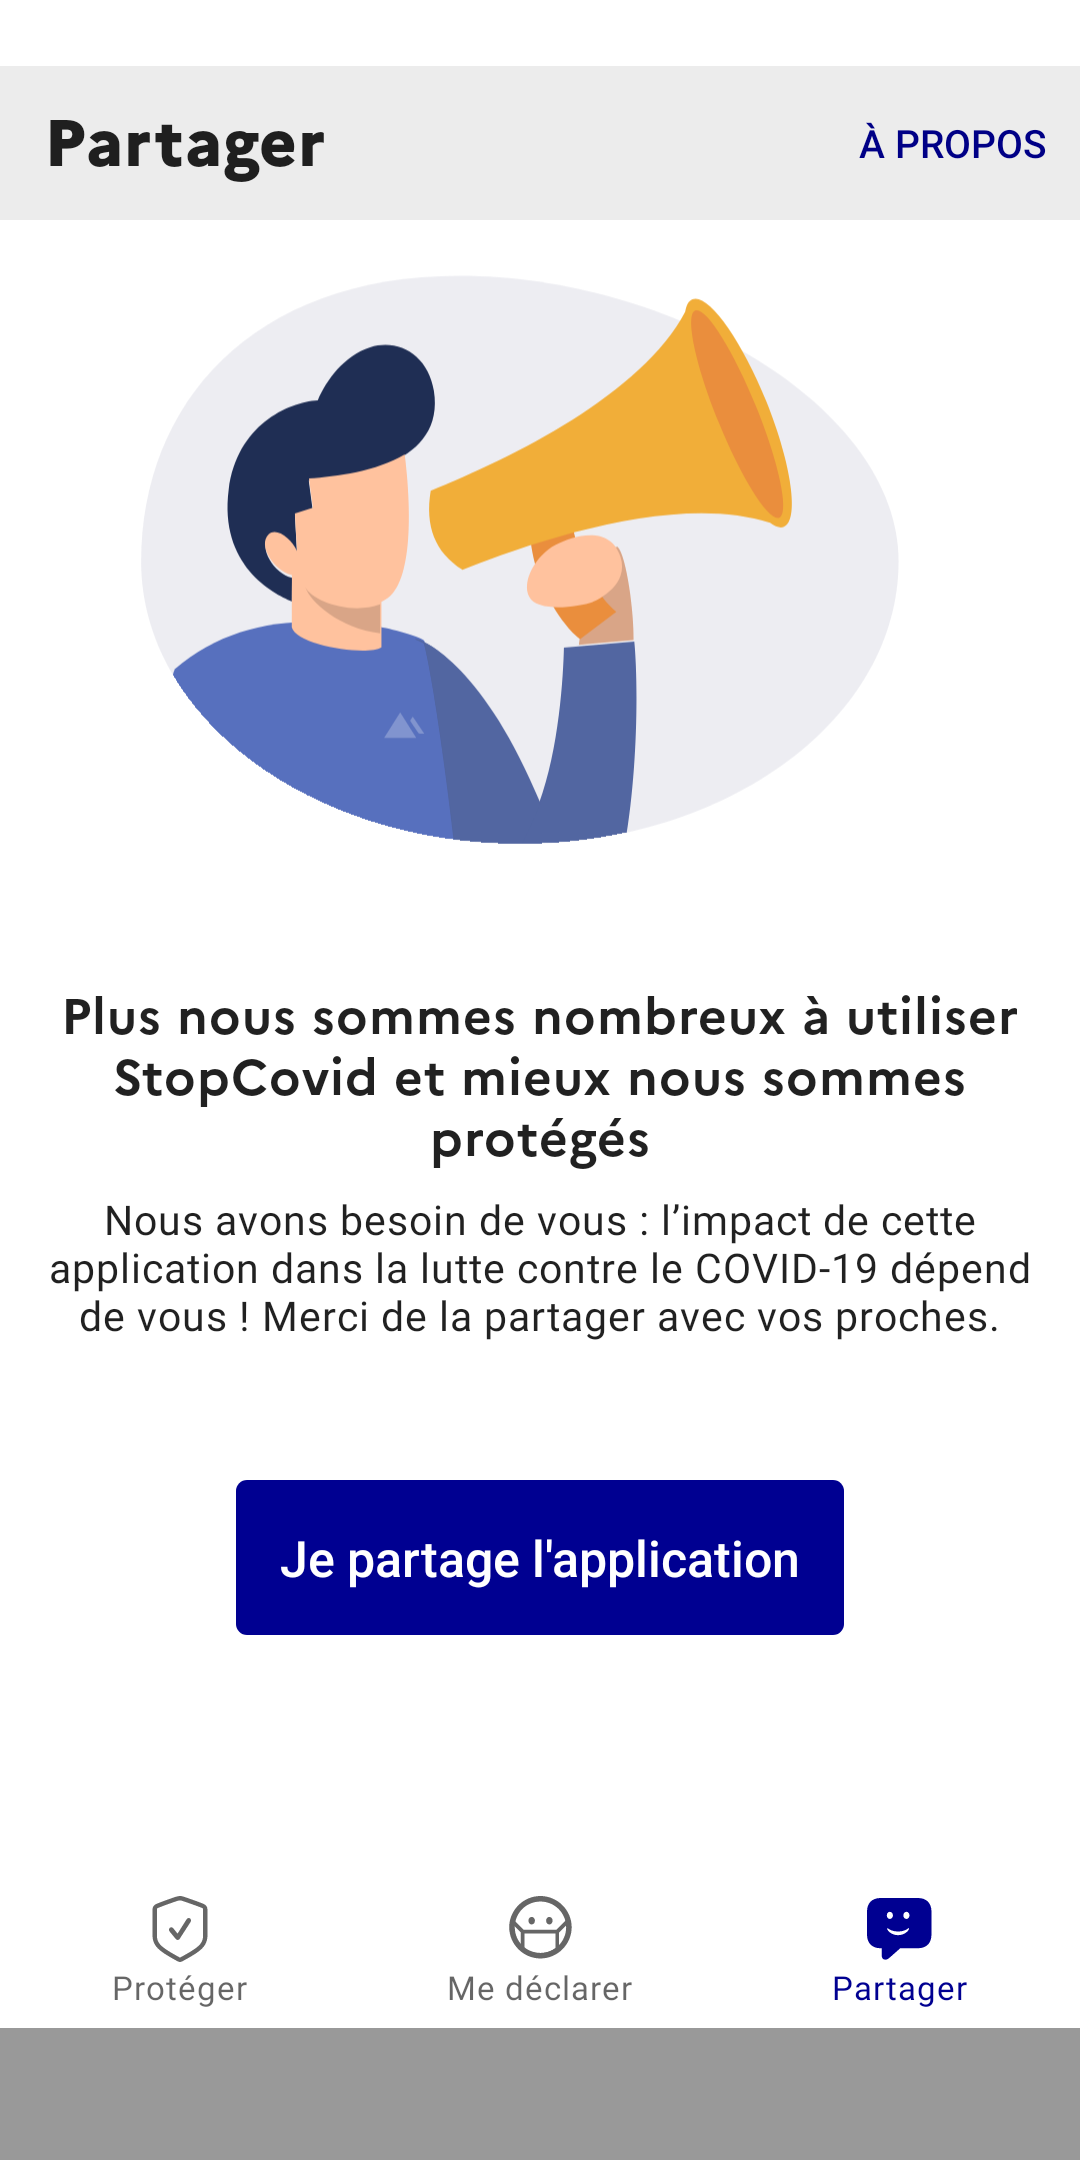 Partager
À PROPOS
Plus nous sommes nombreux à utiliser
StopCovid et mieux nous sommes
protégés
Nous avons besoin de vous : l’impact de cette
application dans la lutte contre le COVID-19 dépend
de vous ! Merci de la partager avec vos proches.
Je partage l'application
Protéger
Me déclarer
Partager